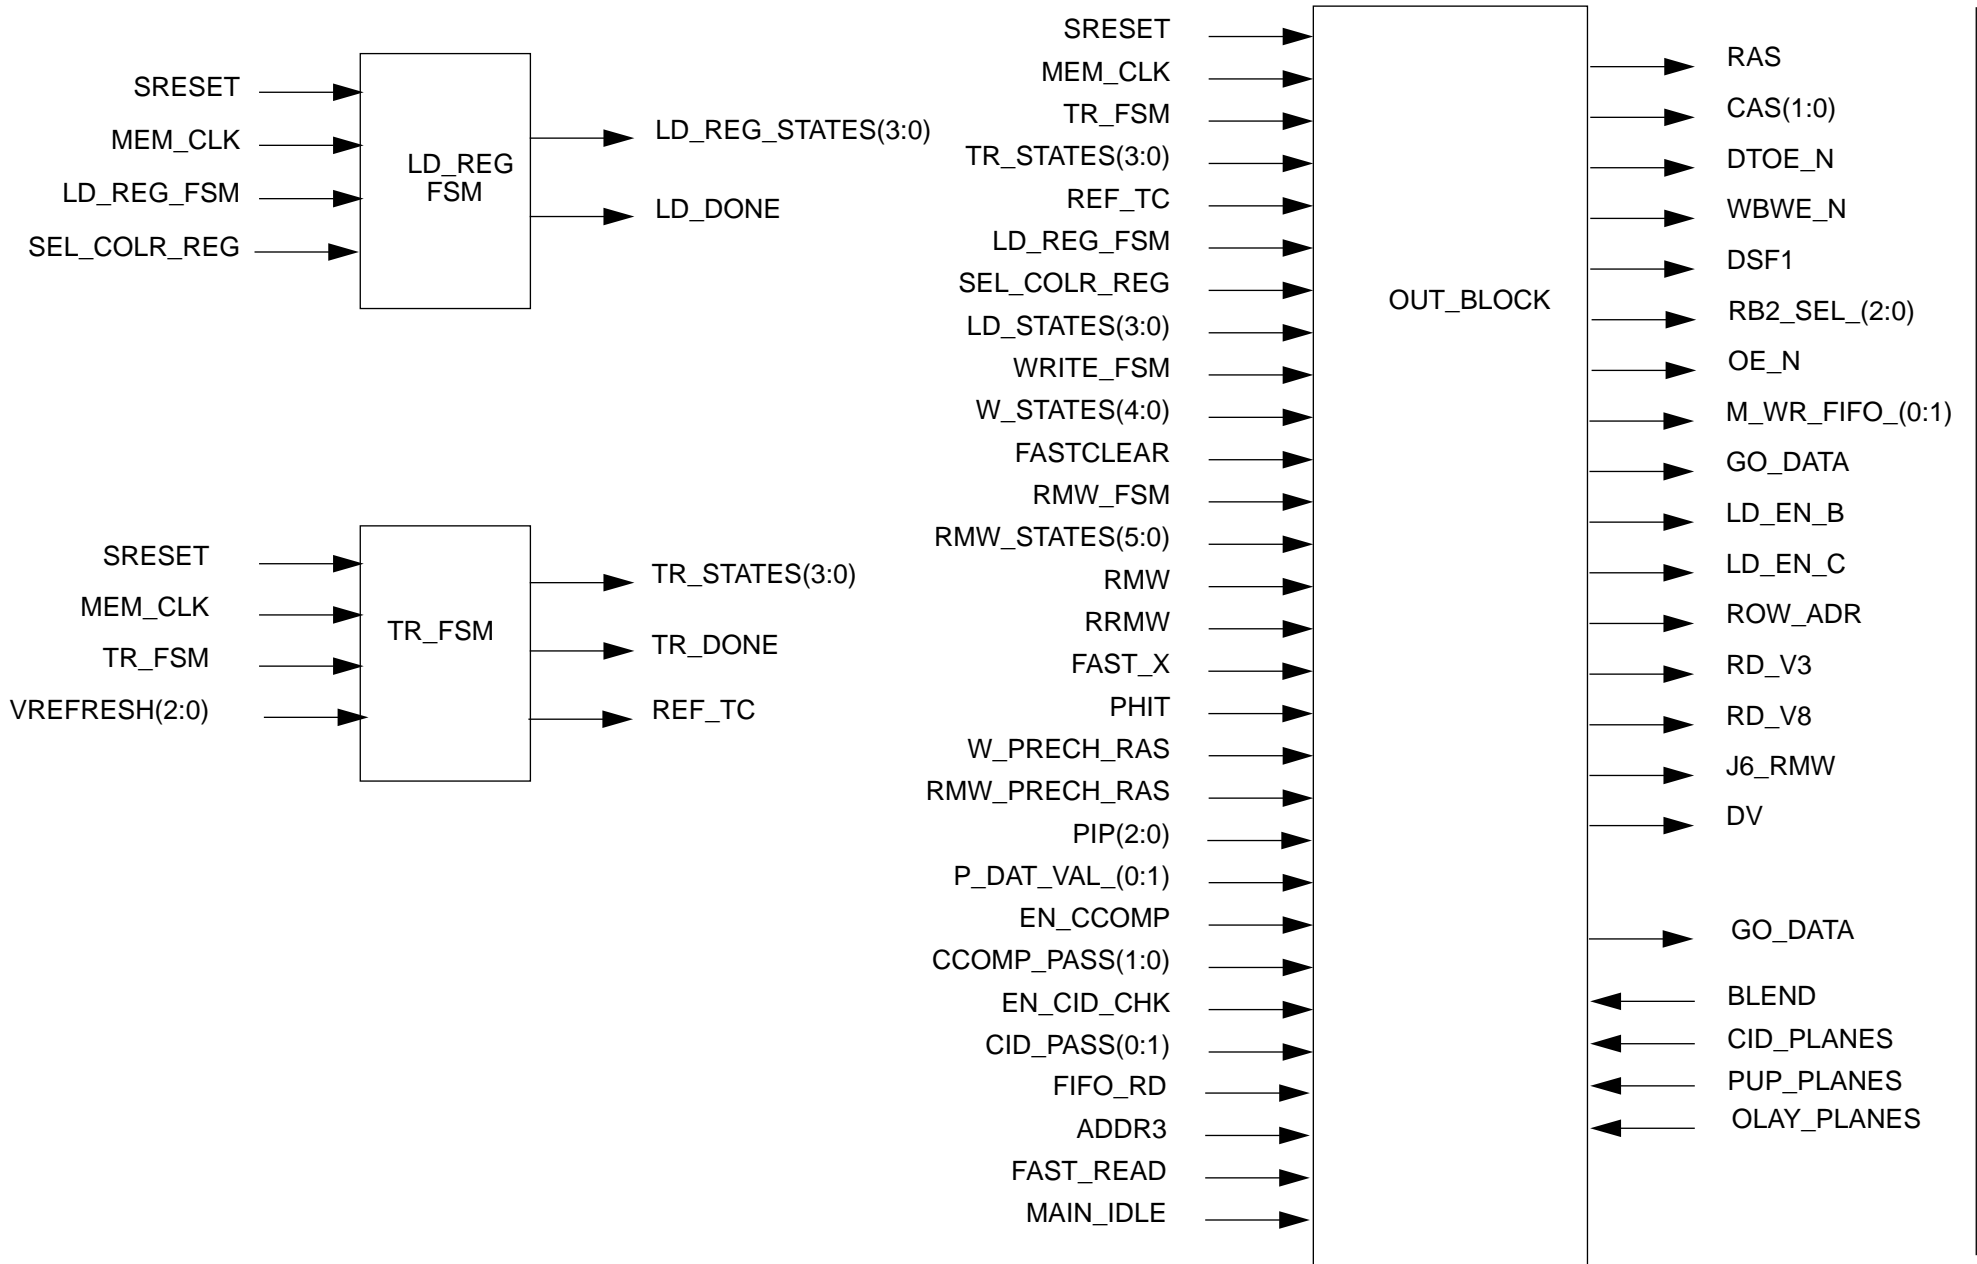 SRESET
MEM_CLK
LD_REG_FSM
SEL_COLR_REG
LD_REG
FSM
LD_REG_STATES(3:0)
LD_DONE
SRESET
MEM_CLK
TR_FSM
VREFRESH(2:0)
TR_FSM
TR_STATES(3:0)
TR_DONE
REF_TC
SRESET
MEM_CLK
TR_FSM
TR_STATES(3:0)
REF_TC
LD_REG_FSM
SEL_COLR_REG
LD_STATES(3:0)
WRITE_FSM
W_STATES(4:0)
FASTCLEAR
RMW_FSM
RMW_STATES(5:0)
RMW
RRMW
FAST_X
PHIT
W_PRECH_RAS
RMW_PRECH_RAS
PIP(2:0)
P_DAT_VAL_(0:1)
EN_CCOMP
CCOMP_PASS(1:0)
EN_CID_CHK
CID_PASS(0:1)
FIFO_RD
ADDR3
FAST_READ
MAIN_IDLE
OUT_BLOCK
RAS
CAS(1:0)
DTOE_N
WBWE_N
DSF1
RB2_SEL_(2:0)
OE_N
M_WR_FIFO_(0:1)
GO_DATA
LD_EN_B
LD_EN_C
ROW_ADR
RD_V3
RD_V8
J6_RMW
DV
GO_DATA
BLEND
CID_PLANES
PUP_PLANES
OLAY_PLANES